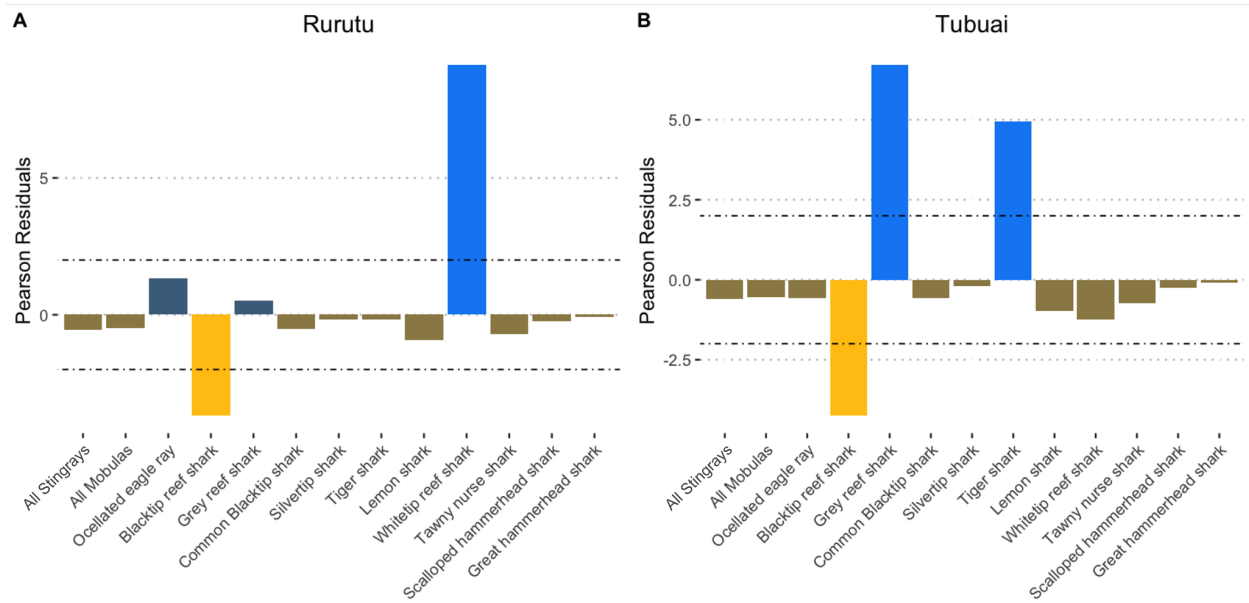 A
Rurutu
Pearson Residuals
5
0
All Stingrays
All Mobulas
Ocellated eagle ray
Blacktip reef shark
Grey reef shark
Common Blacktip shark
Silvertip shark
Tiger shark
Lemon shark
Whitetip reef shark
Tawny nurse shark
Scalloped hammerhead shark
Great hammerhead shark
B
Tubuai
Pearson Residuals
5.0
2.5
0.0
-2.5
All Stingrays
All Mobulas
Ocellated eagle ray
Blacktip reef shark
Grey reef shark
Common Blacktip shark
Silvertip shark
Tiger shark
Lemon shark
Whitetip reef shark
Tawny nurse shark
Scalloped hammerhead shark
Great hammerhead shark